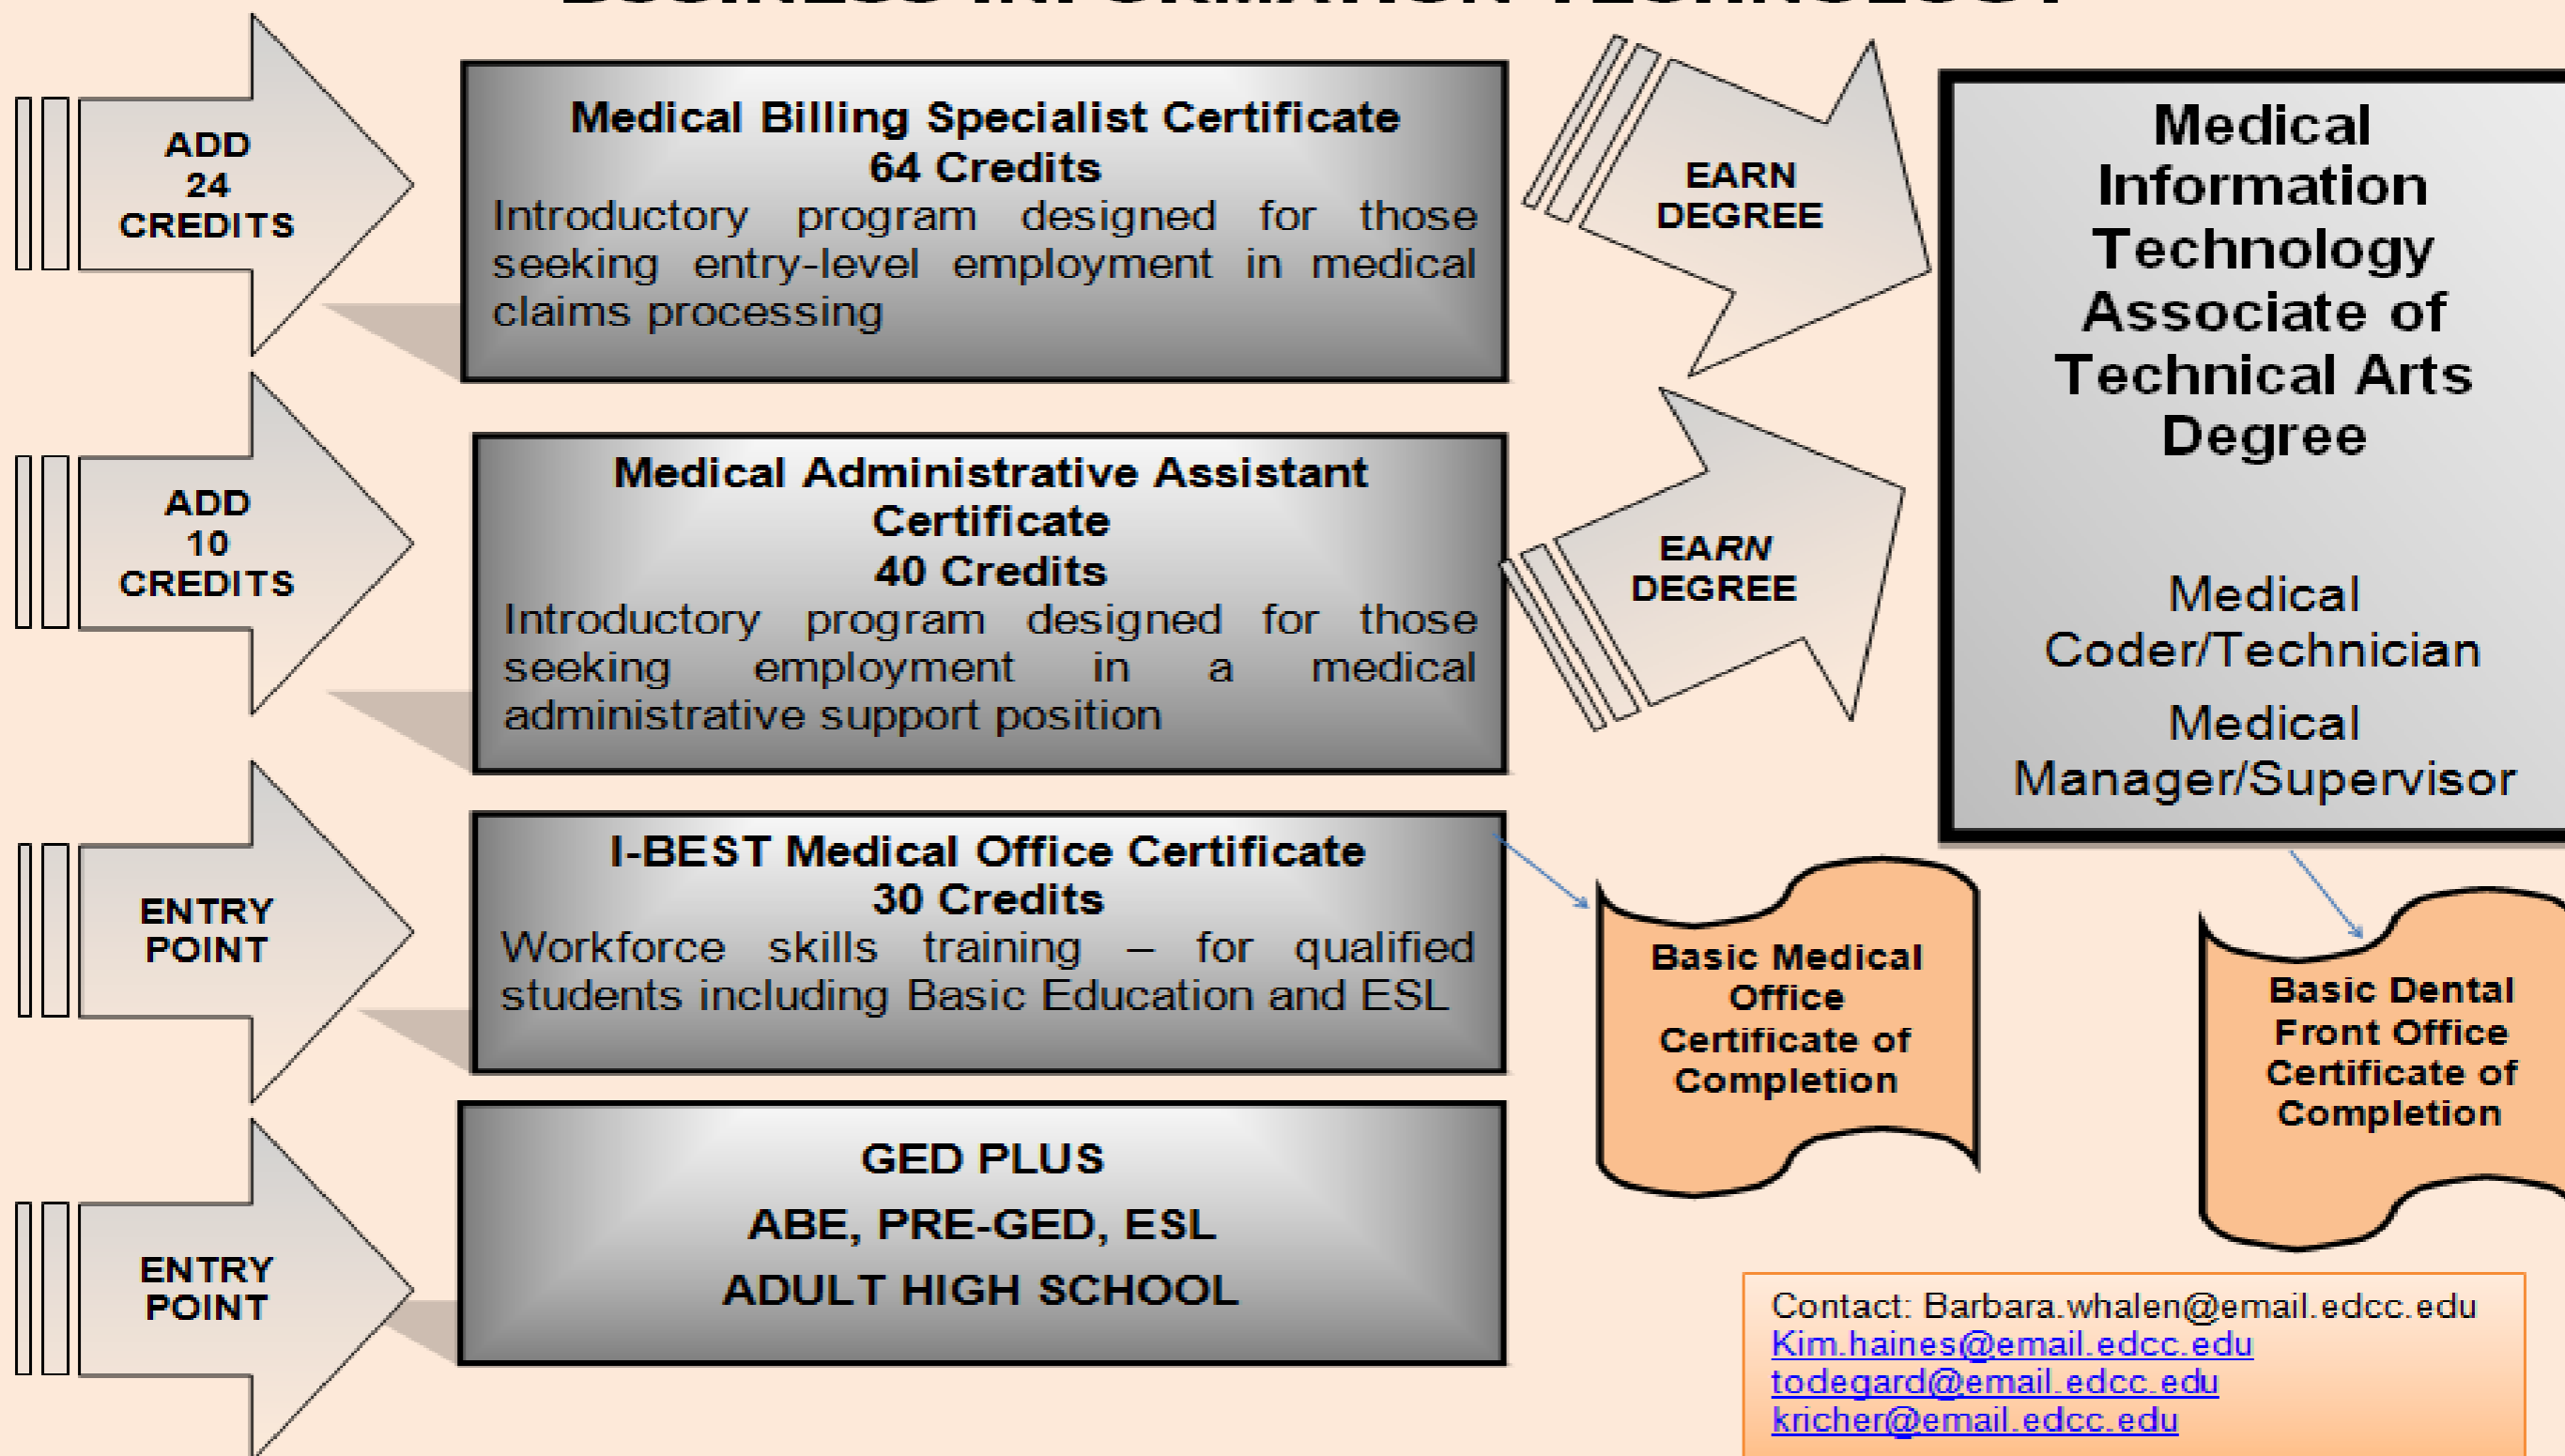 BUSINESS INFORMATION TECHNOLOGY
ADD
24
CREDITS
Medical Billing Specialist Certificate
64 Credits
Introductory program designed for those
seeking entry-level employment in medical
claims processing
EARN
DEGREE
Medical
Information
Technology
Associate of
Technical Arts
Degree
Medical
Coder/Technician
Medical
Manager/Supervisor
ADD
10
CREDITS
Medical Administrative Assistant
Certificate
40 Credits
Introductory program designed for those
seeking employment in a medical
administrative support position
EARN
DEGREE
ENTRY
POINT
I-BEST Medical Office Certificate
30 Credits
Workforce skills training – for qualified
students including Basic Education and ESL
Basic Medical
Office
Certificate of
Completion
Basic Dental
Front Office
Certificate of
Completion
ENTRY
POINT
GED PLUS
ABE, PRE-GED, ESL
ADULT HIGH SCHOOL
Contact: Barbara.whalen@email.edcc.edu
Kim.haines@email.edcc.edu
todegard@email.edcc.edu
kricher@email.edcc.edu